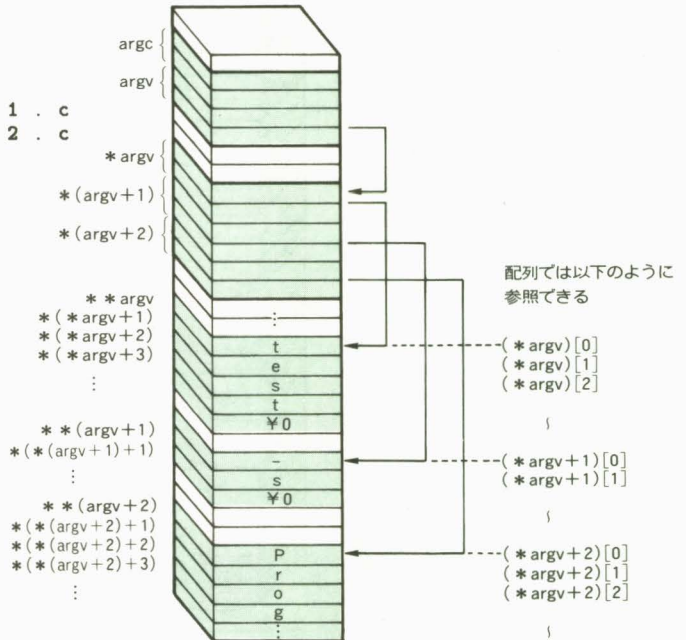 argc
argv
1 . c
2 . c
*argv
*(argv+1)
*(argv+2)
**argv
*(*argv+1)
*(*argv+2)
*(*argv+3)
⋮
**(argv+1)
*(*(argv+1)+1)
⋮
**(argv+2)
*(*(argv+2)+1)
*(*(argv+2)+2)
*(*(argv+2)+3)
⋮
⋮
t
e
s
t
¥0
-
s
¥0
P
r
o
g
⋮
配列では以下のように
参照できる
(*argv)[0]
(*argv)[1]
(*argv)[2]
~
(*argv+1)[0]
(*argv+1)[1]
~
(*argv+2)[0]
(*argv+2)[1]
(*argv+2)[2]
~